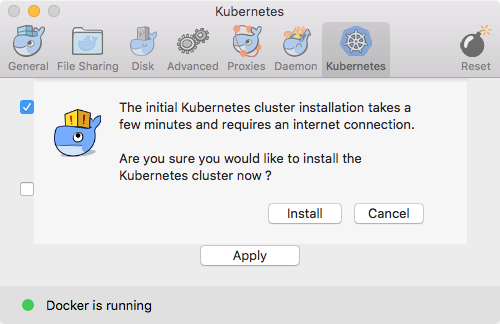 Kubernetes
General File Sharing Disk Advanced Proxies Daemon Kubernetes Reset
The initial Kubernetes cluster installation takes a
few minutes and requires an internet connection.
Are you sure you would like to install the
Kubernetes cluster now ?
Install Cancel
Apply
Docker is running